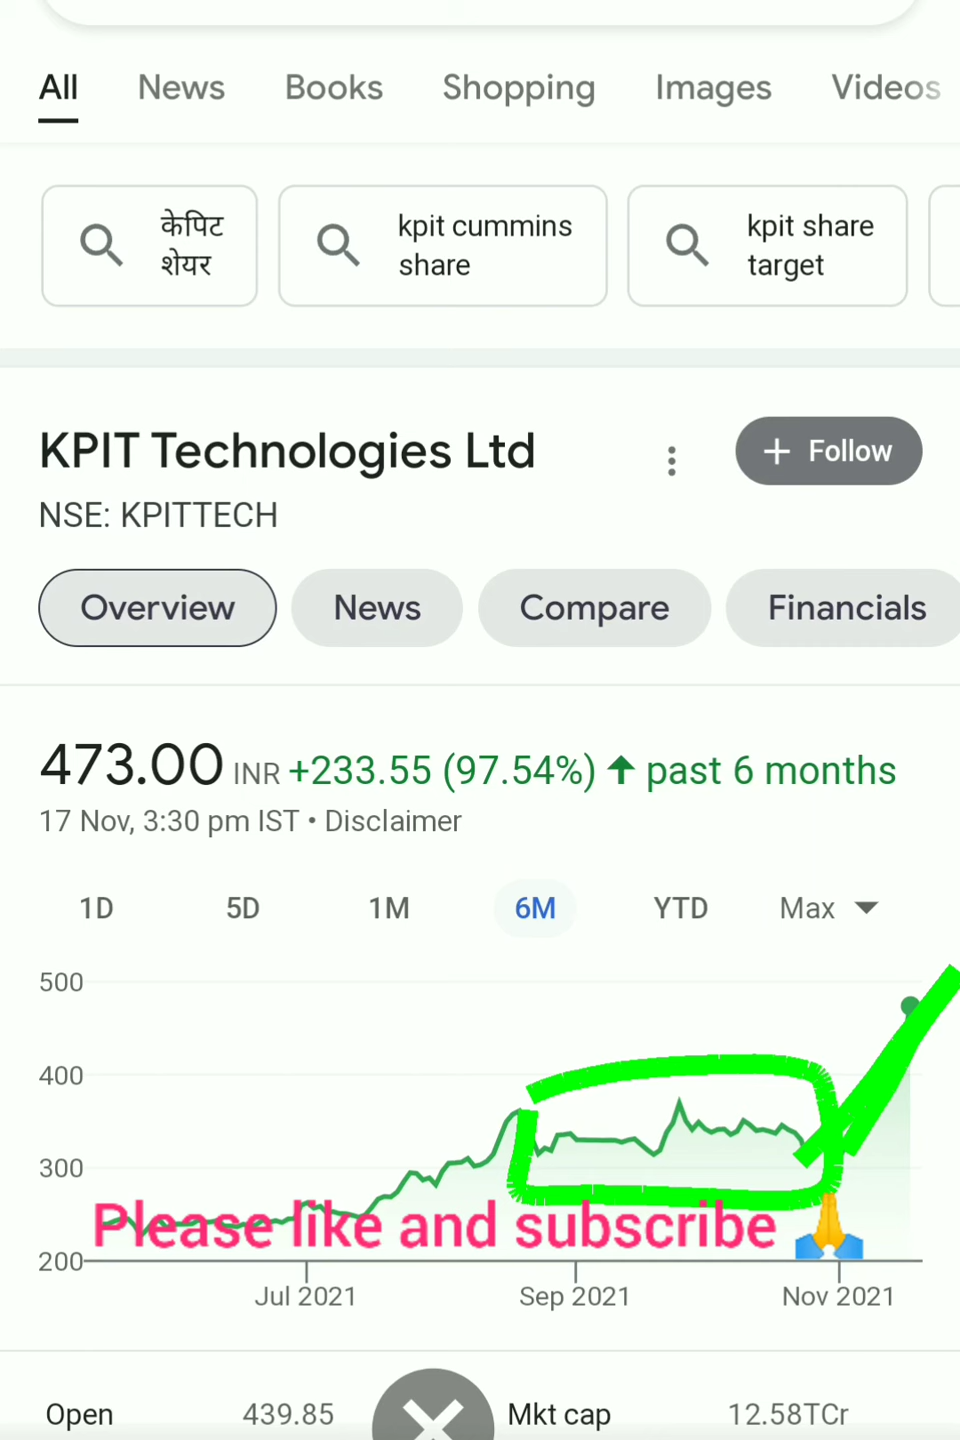 All News Books Shopping Images Videos
केपिट
शेयर
kpit cummins
share
kpit share
target
KPIT Technologies Ltd
+ Follow
NSE: KPITTECH
Overview News Compare Financials
473.00 INR +233.55 (97.54%) ↑ past 6 months
17 Nov, 3:30 pm IST • Disclaimer
1D 5D 1M 6M YTD Max
500
400
300
Please like and subscribe 🙏
200
Jul 2021 Sep 2021 Nov 2021
Open 439.85 Mkt cap 12.58TCr